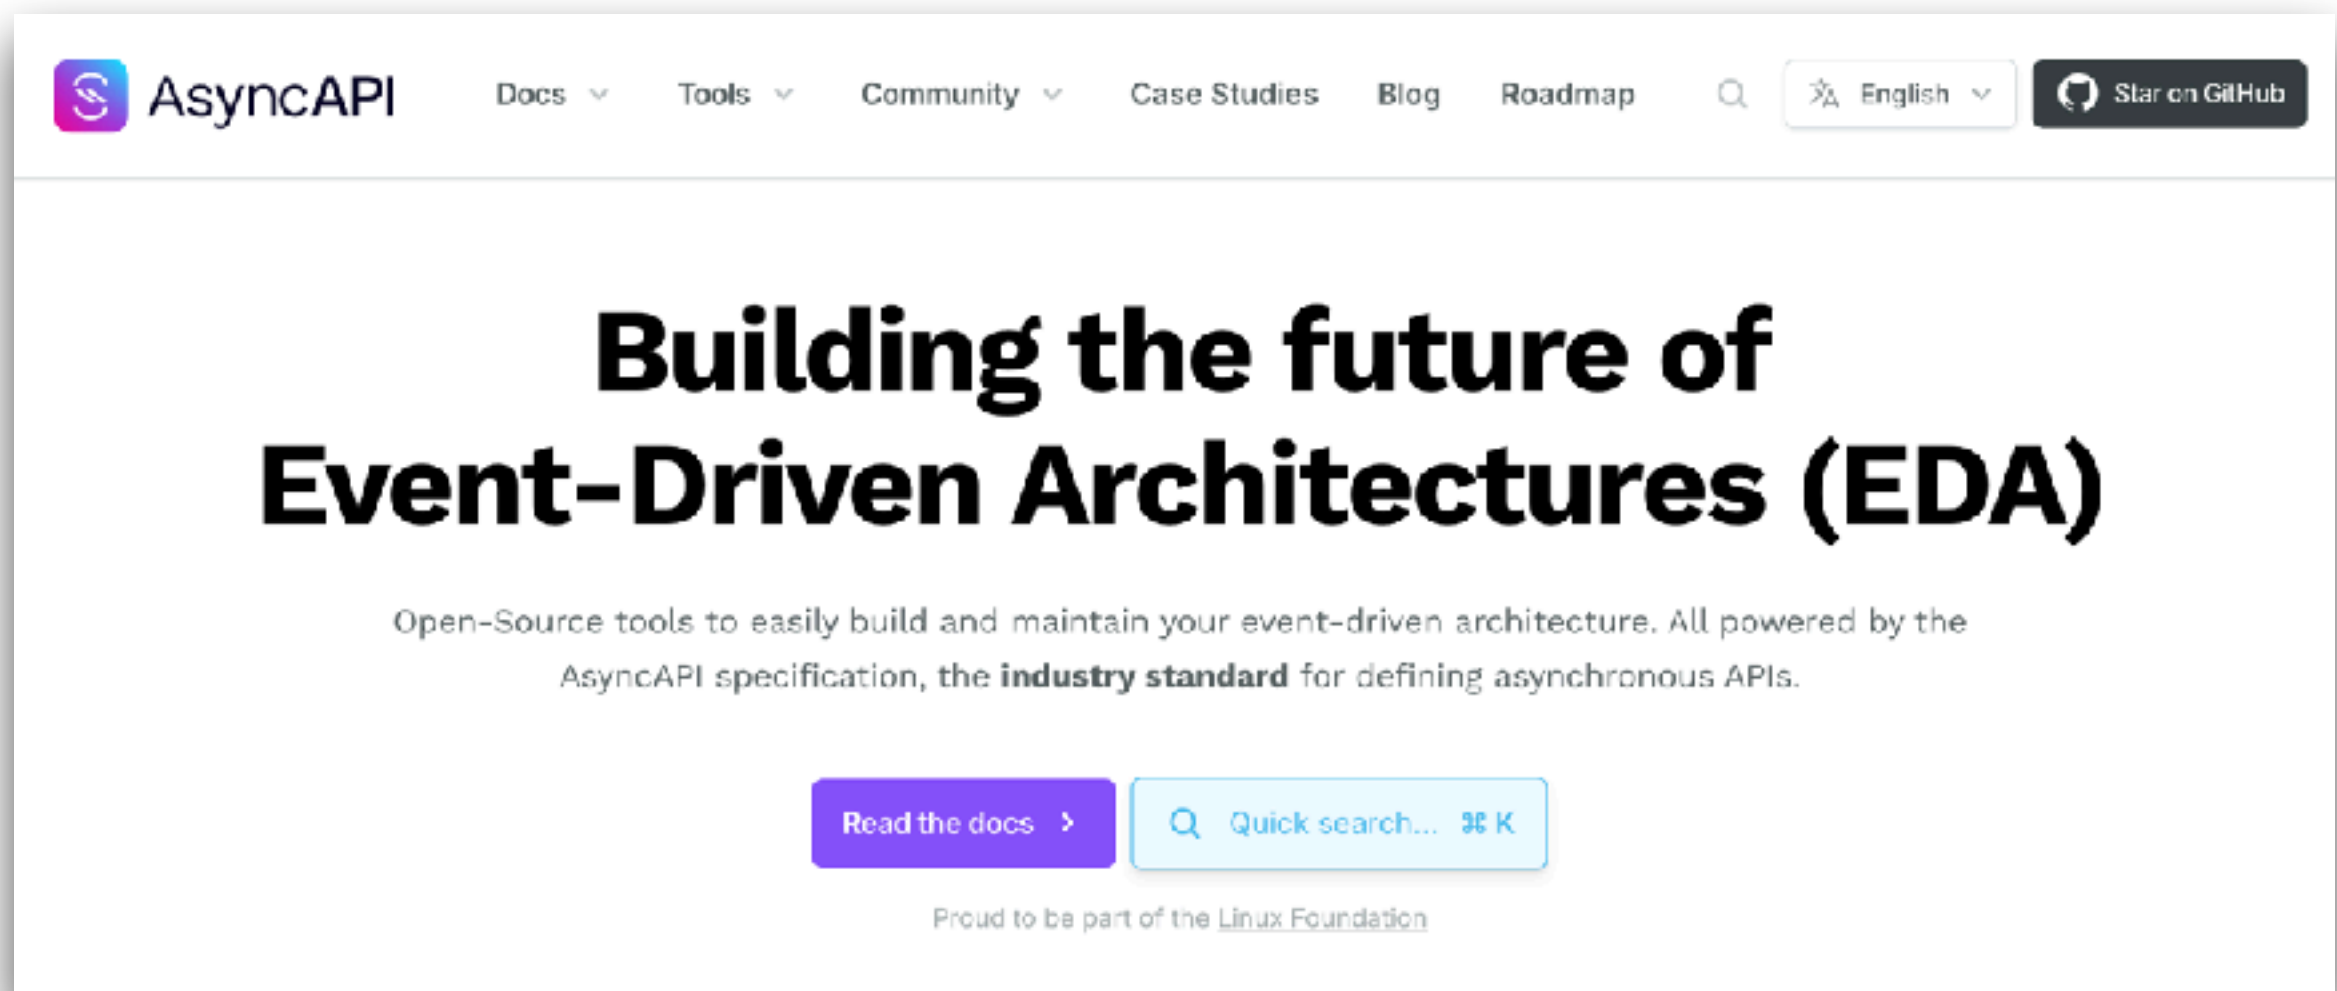 AsyncAPI
Docs
Tools
Community
Case Studies
Blog
Roadmap
English
Star on GitHub
Building the future of
Event-Driven Architectures (EDA)
Open-Source tools to easily build and maintain your event-driven architecture. All powered by the
AsyncAPI specification, the industry standard for defining asynchronous APIs.
Read the docs
Quick search... ⌘ K
Proud to be part of the Linux Foundation